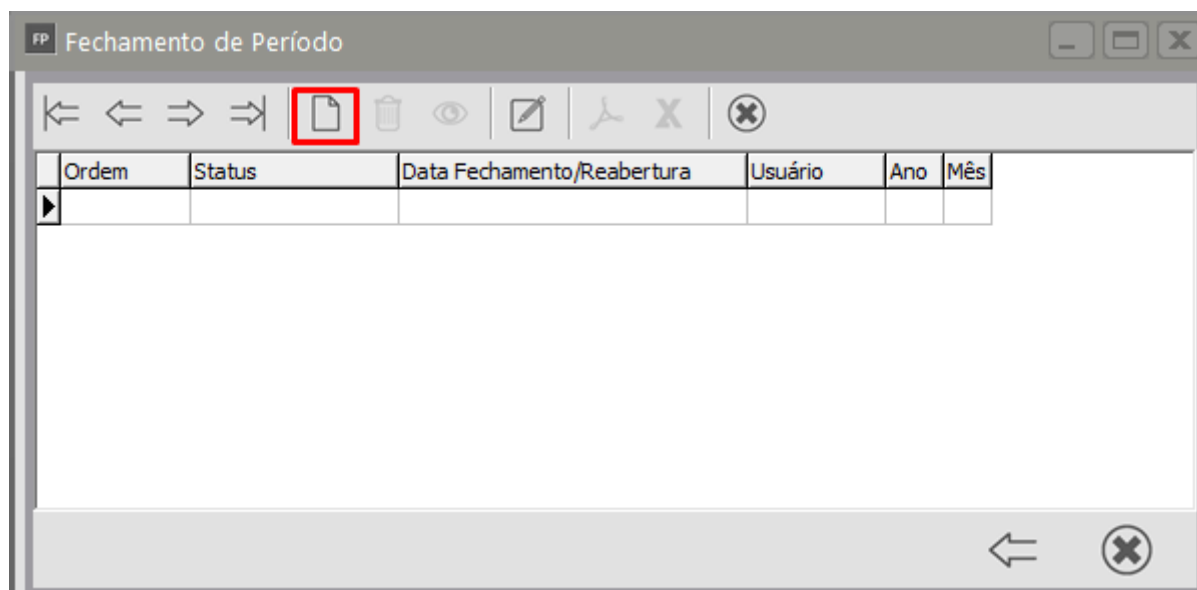 FP Fechamento de Período
Ordem Status Data Fechamento/Reabertura Usuário Ano Mês